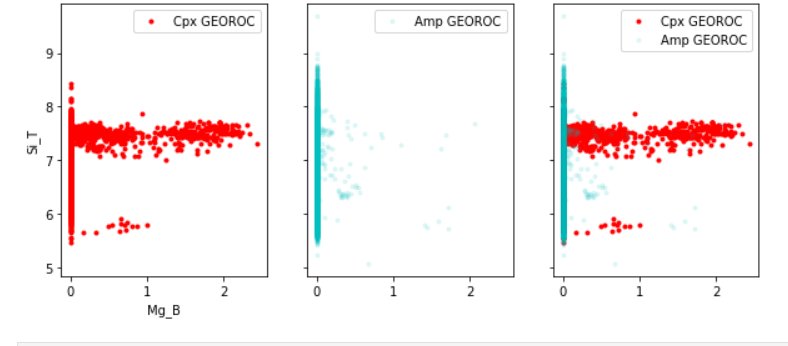 Cpx GEOROC
Amp GEOROC
Cpx GEOROC
Amp GEOROC
9
8
7
6
5
Si_T
0 1 2
0 1 2
0 1 2
Mg_B